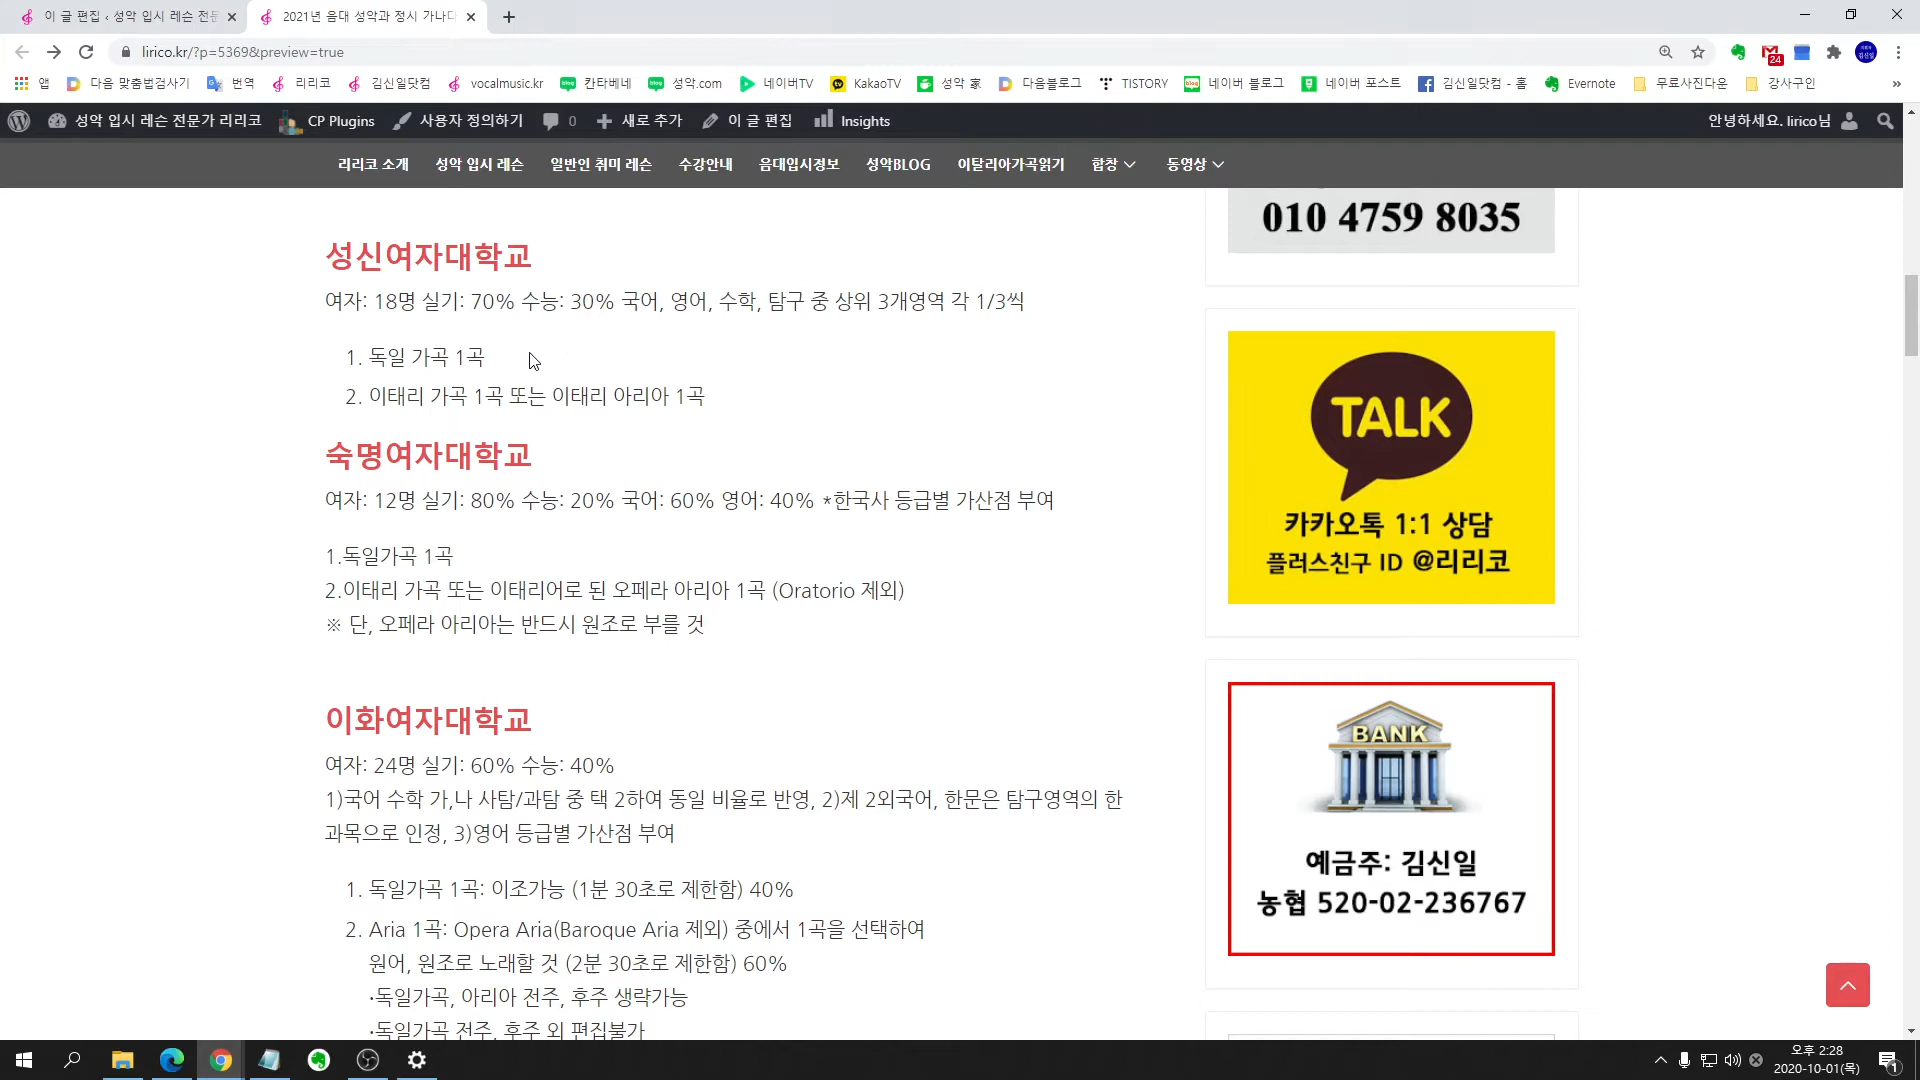 이 글 편집 ‹ 성악 입시 레슨 전문
2021년 음대 성악과 정시 가나다
lirico.kr/?p=5369&preview=true
24
앱 다음 맞춤법검사기 번역 리리코 김신일닷컴 vocalmusic.kr 칸타베네 성악.com 네이버TV KakaoTV 성악 家 다음블로그 TISTORY 네이버 블로그 네이버 포스트 김신일닷컴 - 홈 Evernote 무료사진다운 강사구인 »
성악 입시 레슨 전문가 리리코 CP Plugins 사용자 정의하기 0 새로 추가 이 글 편집 Insights 안녕하세요. lirico님
리리코 소개 성악 입시 레슨 일반인 취미 레슨 수강안내 음대입시정보 성악BLOG 이탈리아가곡읽기 합창 동영상
성신여자대학교
여자: 18명 실기: 70% 수능: 30% 국어, 영어, 수학, 탐구 중 상위 3개영역 각 1/3씩
1. 독일 가곡 1곡
2. 이태리 가곡 1곡 또는 이태리 아리아 1곡
숙명여자대학교
여자: 12명 실기: 80% 수능: 20% 국어: 60% 영어: 40% *한국사 등급별 가산점 부여
1.독일가곡 1곡
2.이태리 가곡 또는 이태리어로 된 오페라 아리아 1곡 (Oratorio 제외)
※ 단, 오페라 아리아는 반드시 원조로 부를 것
이화여자대학교
여자: 24명 실기: 60% 수능: 40%
1)국어 수학 가,나 사탐/과탐 중 택 2하여 동일 비율로 반영, 2)제 2외국어, 한문은 탐구영역의 한
과목으로 인정, 3)영어 등급별 가산점 부여
1. 독일가곡 1곡: 이조가능 (1분 30초로 제한함) 40%
2. Aria 1곡: Opera Aria(Baroque Aria 제외) 중에서 1곡을 선택하여
원어, 원조로 노래할 것 (2분 30초로 제한함) 60%
·독일가곡, 아리아 전주, 후주 생략가능
·독일가곡 전주, 후주 외 편집불가
010 4759 8035
TALK
카카오톡 1:1 상담
플러스친구 ID @리리코
BANK
예금주: 김신일
농협 520-02-236767
오후 2:28
2020-10-01(목)
1